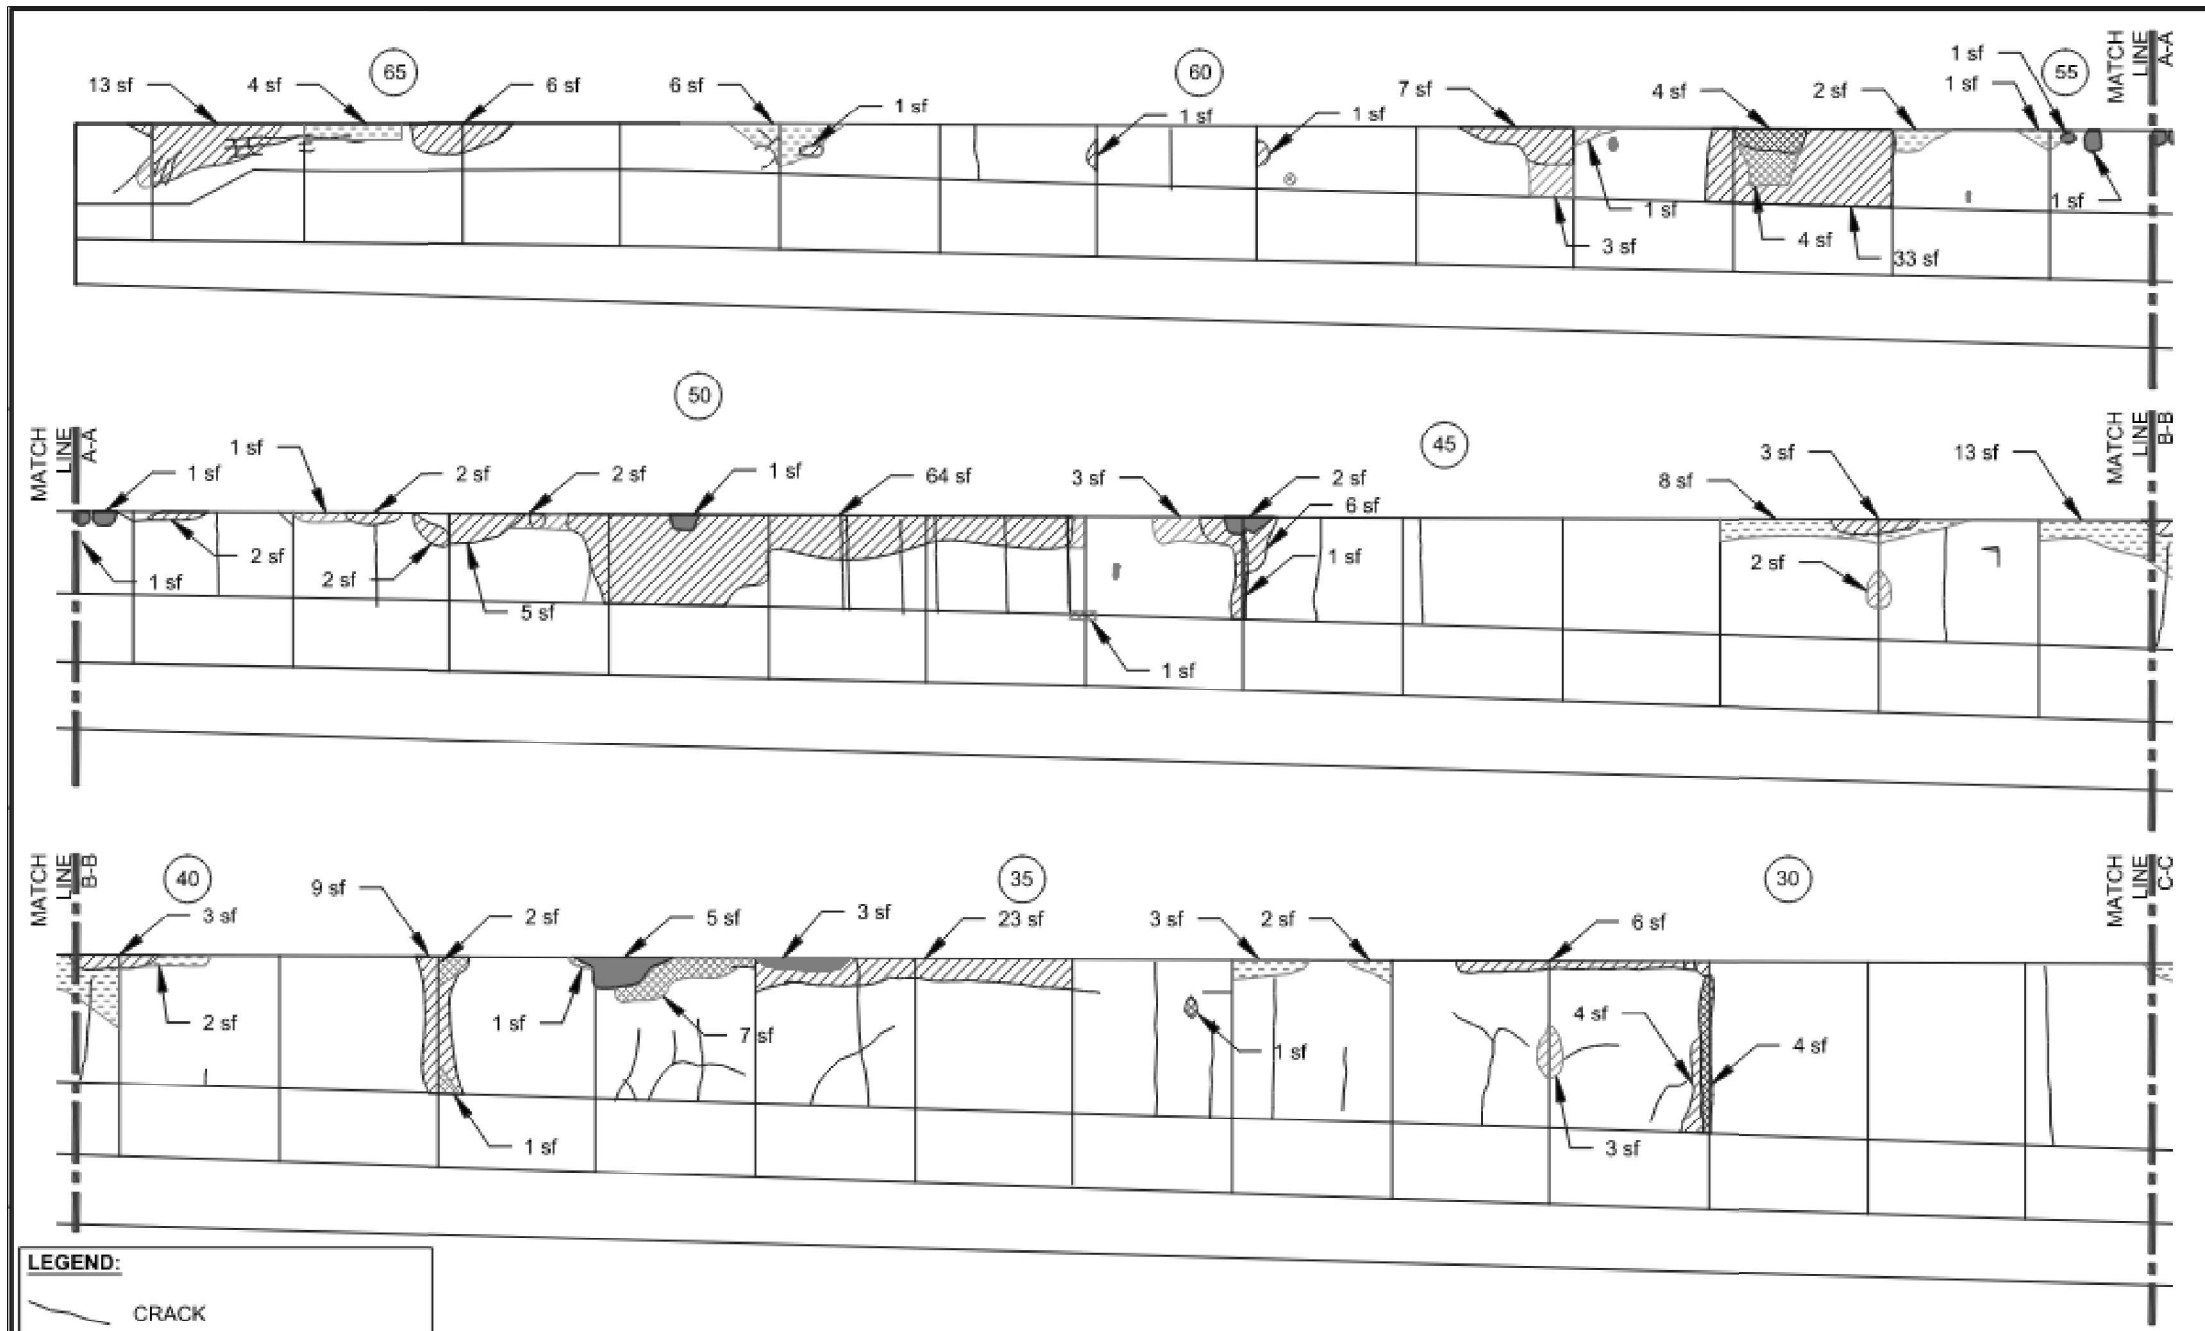 65
60
55
MATCH LINE A-A
13 sf
4 sf
6 sf
6 sf
1 sf
1 sf
1 sf
7 sf
4 sf
2 sf
1 sf
1 sf
1 sf
3 sf
4 sf
33 sf
1 sf
50
45
MATCH LINE A-A
MATCH LINE B-B
1 sf
1 sf
2 sf
2 sf
1 sf
64 sf
3 sf
2 sf
6 sf
8 sf
3 sf
13 sf
1 sf
2 sf
2 sf
5 sf
1 sf
2 sf
1 sf
MATCH LINE B-B
40
35
30
MATCH LINE C-C
3 sf
9 sf
2 sf
5 sf
3 sf
23 sf
3 sf
2 sf
6 sf
2 sf
1 sf
7 sf
1 sf
4 sf
4 sf
1 sf
3 sf
LEGEND:
CRACK